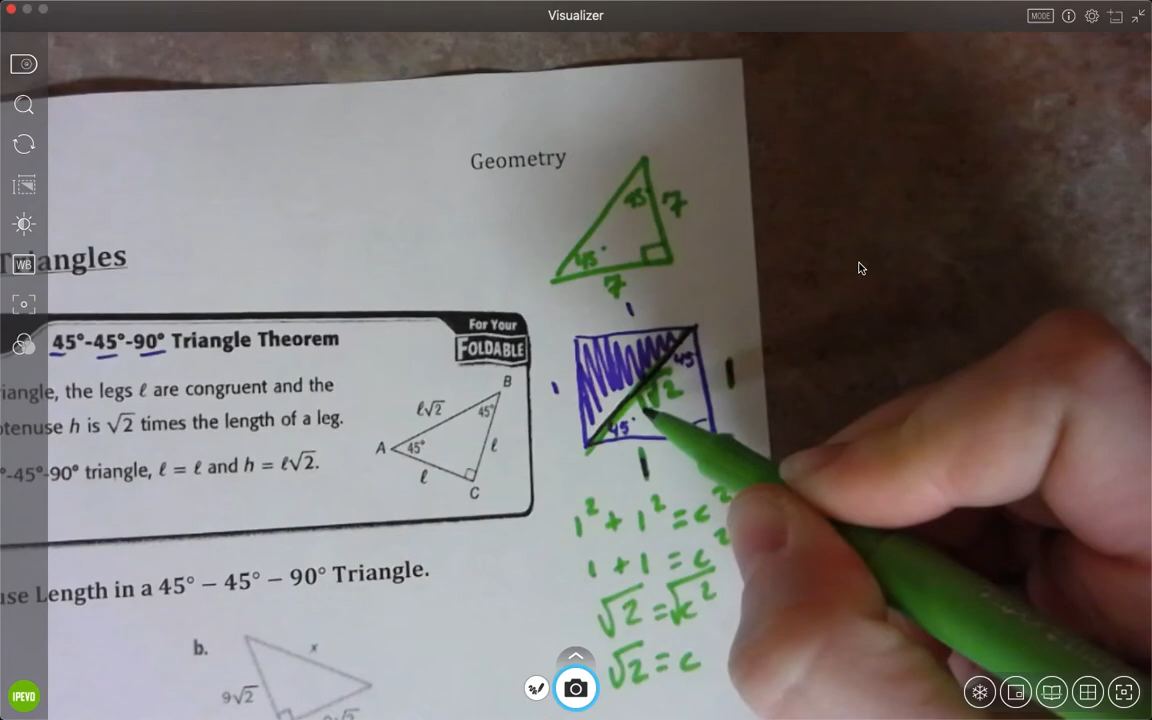 Visualizer
MODE
WB
Geometry
Triangles
45°-45°-90° Triangle Theorem
For Your
FOLDABLE
iangle, the legs ℓ are congruent and the
otenuse h is √2 times the length of a leg.
°-45°-90° triangle, ℓ = ℓ and h = ℓ√2.
B
ℓ√2
45°
A
45°
ℓ
ℓ
C
45
7
45°
7
1
1
45
√2
1
45°
1
1² + 1² = c²
1 + 1 = c²
√2 = √c²
√2 = c
use Length in a 45° − 45° − 90° Triangle.
b.
x
9√2
IPEVO